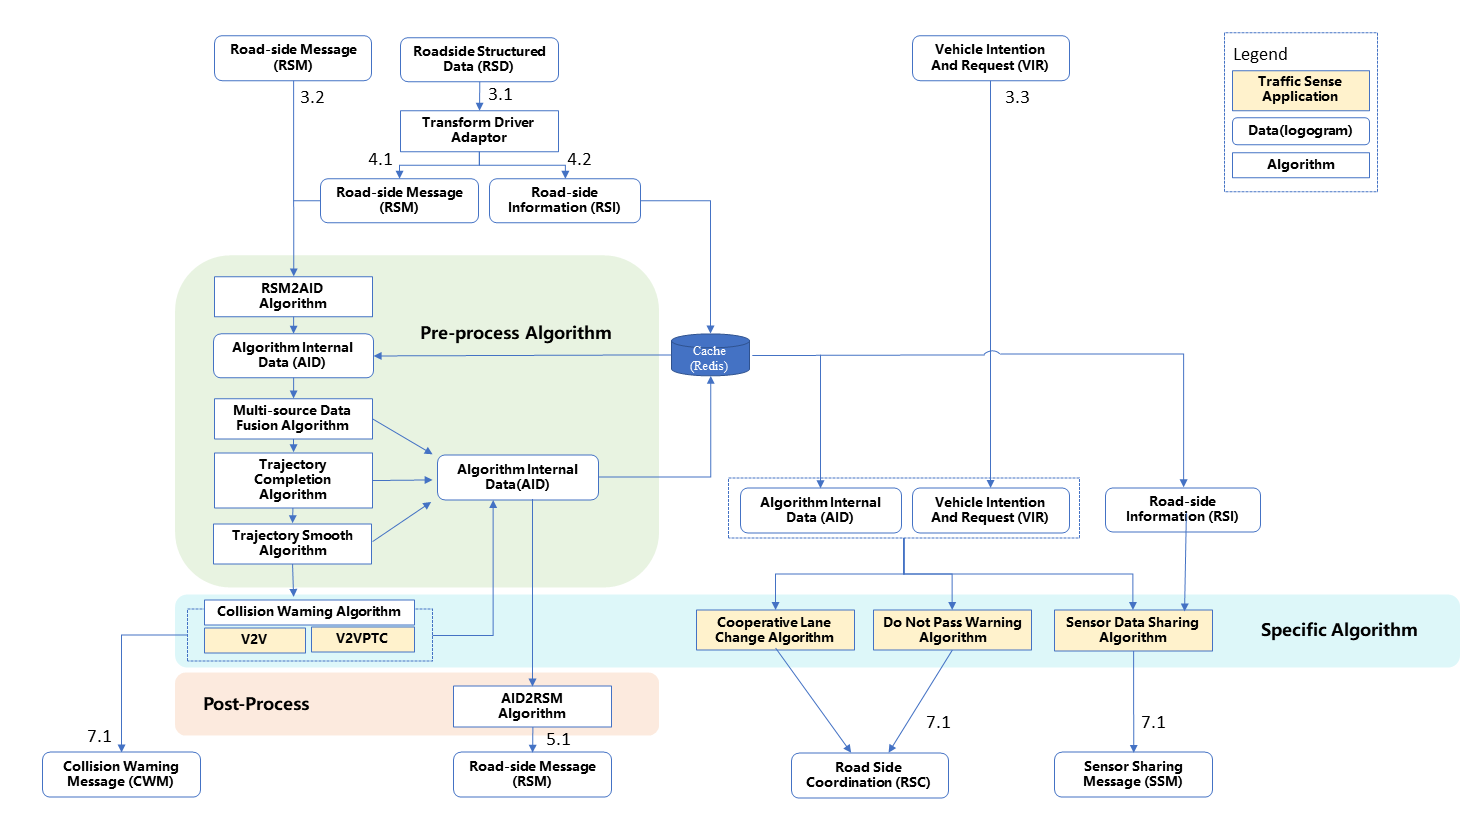 Road-side Message
(RSM)
Roadside Structured
Data (RSD)
Vehicle Intention
And Request (VIR)
Legend
Traffic Sense
Application
Data(logogram)
Algorithm
3.2
3.1
3.3
Transform Driver
Adaptor
4.1
4.2
Road-side Message
(RSM)
Road-side
Information (RSI)
RSM2AID
Algorithm
Pre-process Algorithm
Algorithm Internal
Data (AID)
Cache
(Redis)
Multi-source Data
Fusion Algorithm
Trajectory
Completion
Algorithm
Algorithm Internal
Data(AID)
Trajectory Smooth
Algorithm
Algorithm Internal
Data (AID)
Vehicle Intention
And Request (VIR)
Road-side
Information (RSI)
Collision Warning Algorithm
V2V
V2VPTC
Cooperative Lane
Change Algorithm
Do Not Pass Warning
Algorithm
Sensor Data Sharing
Algorithm
Specific Algorithm
Post-Process
AID2RSM
Algorithm
7.1
5.1
7.1
7.1
Collision Warning
Message (CWM)
Road-side Message
(RSM)
Road Side
Coordination (RSC)
Sensor Sharing
Message (SSM)